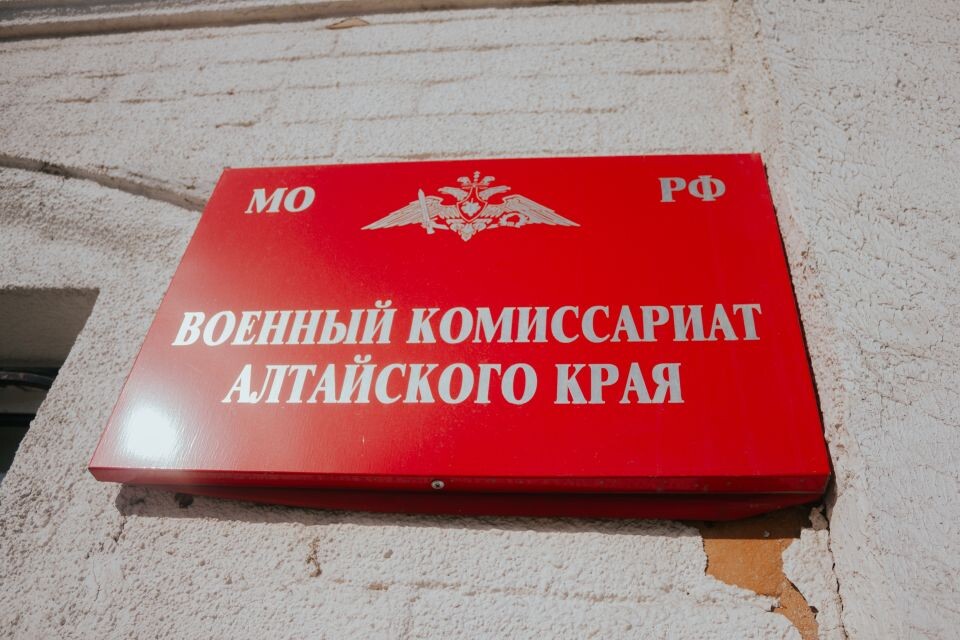 МО РФ
ВОЕННЫЙ КОМИССАРИАТ
АЛТАЙСКОГО КРАЯ